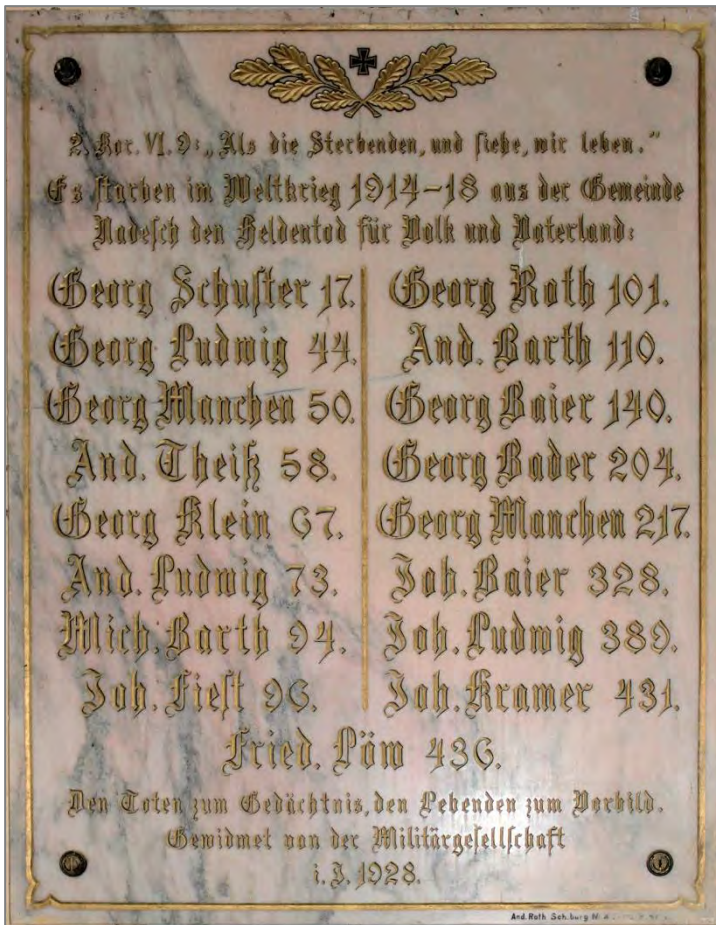 2. Kor. VI. 9: „Als die Sterbenden, und siehe, wir leben.“
Es starben im Weltkrieg 1914–18 aus der Gemeinde
Nadesch den Heldentod für Volk und Vaterland:
Georg Schuster 17.
Georg Ludwig 44.
Georg Manchen 50.
And. Theiß 58.
Georg Klein 67.
And. Ludwig 73.
Mich. Barth 94.
Joh. Fiest 96.
Georg Roth 101.
And. Barth 110.
Georg Baier 140.
Georg Bader 204.
Georg Manchen 217.
Joh. Baier 328.
Joh. Ludwig 389.
Joh. Kramer 431.
Fried. Löw 436.
Den Toten zum Gedächtnis, den Lebenden zum Vorbild.
Gewidmet von der Militärgesellschaft
i. J. 1928.
And. Roth Sch.burg